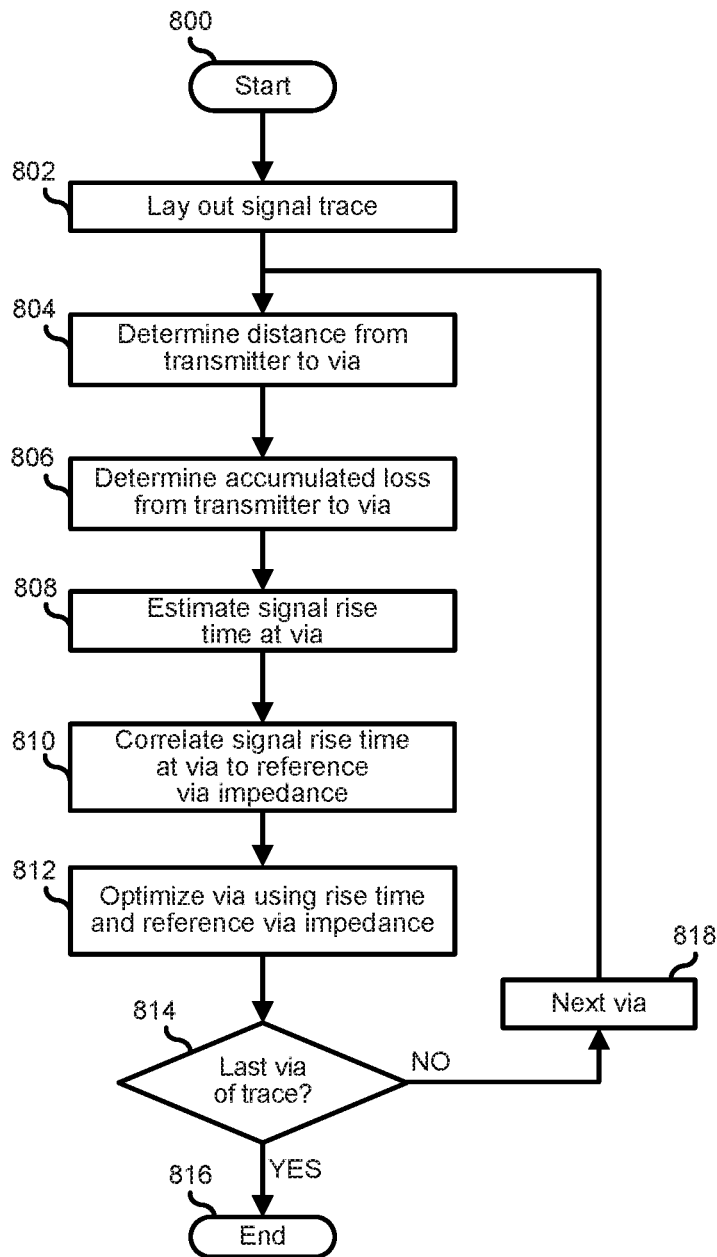 800
Start
802
Lay out signal trace
804
Determine distance from
transmitter to via
806
Determine accumulated loss
from transmitter to via
808
Estimate signal rise
time at via
810
Correlate signal rise time
at via to reference
via impedance
812
Optimize via using rise time
and reference via impedance
818
Next via
814
Last via
of trace?
NO
YES
816
End